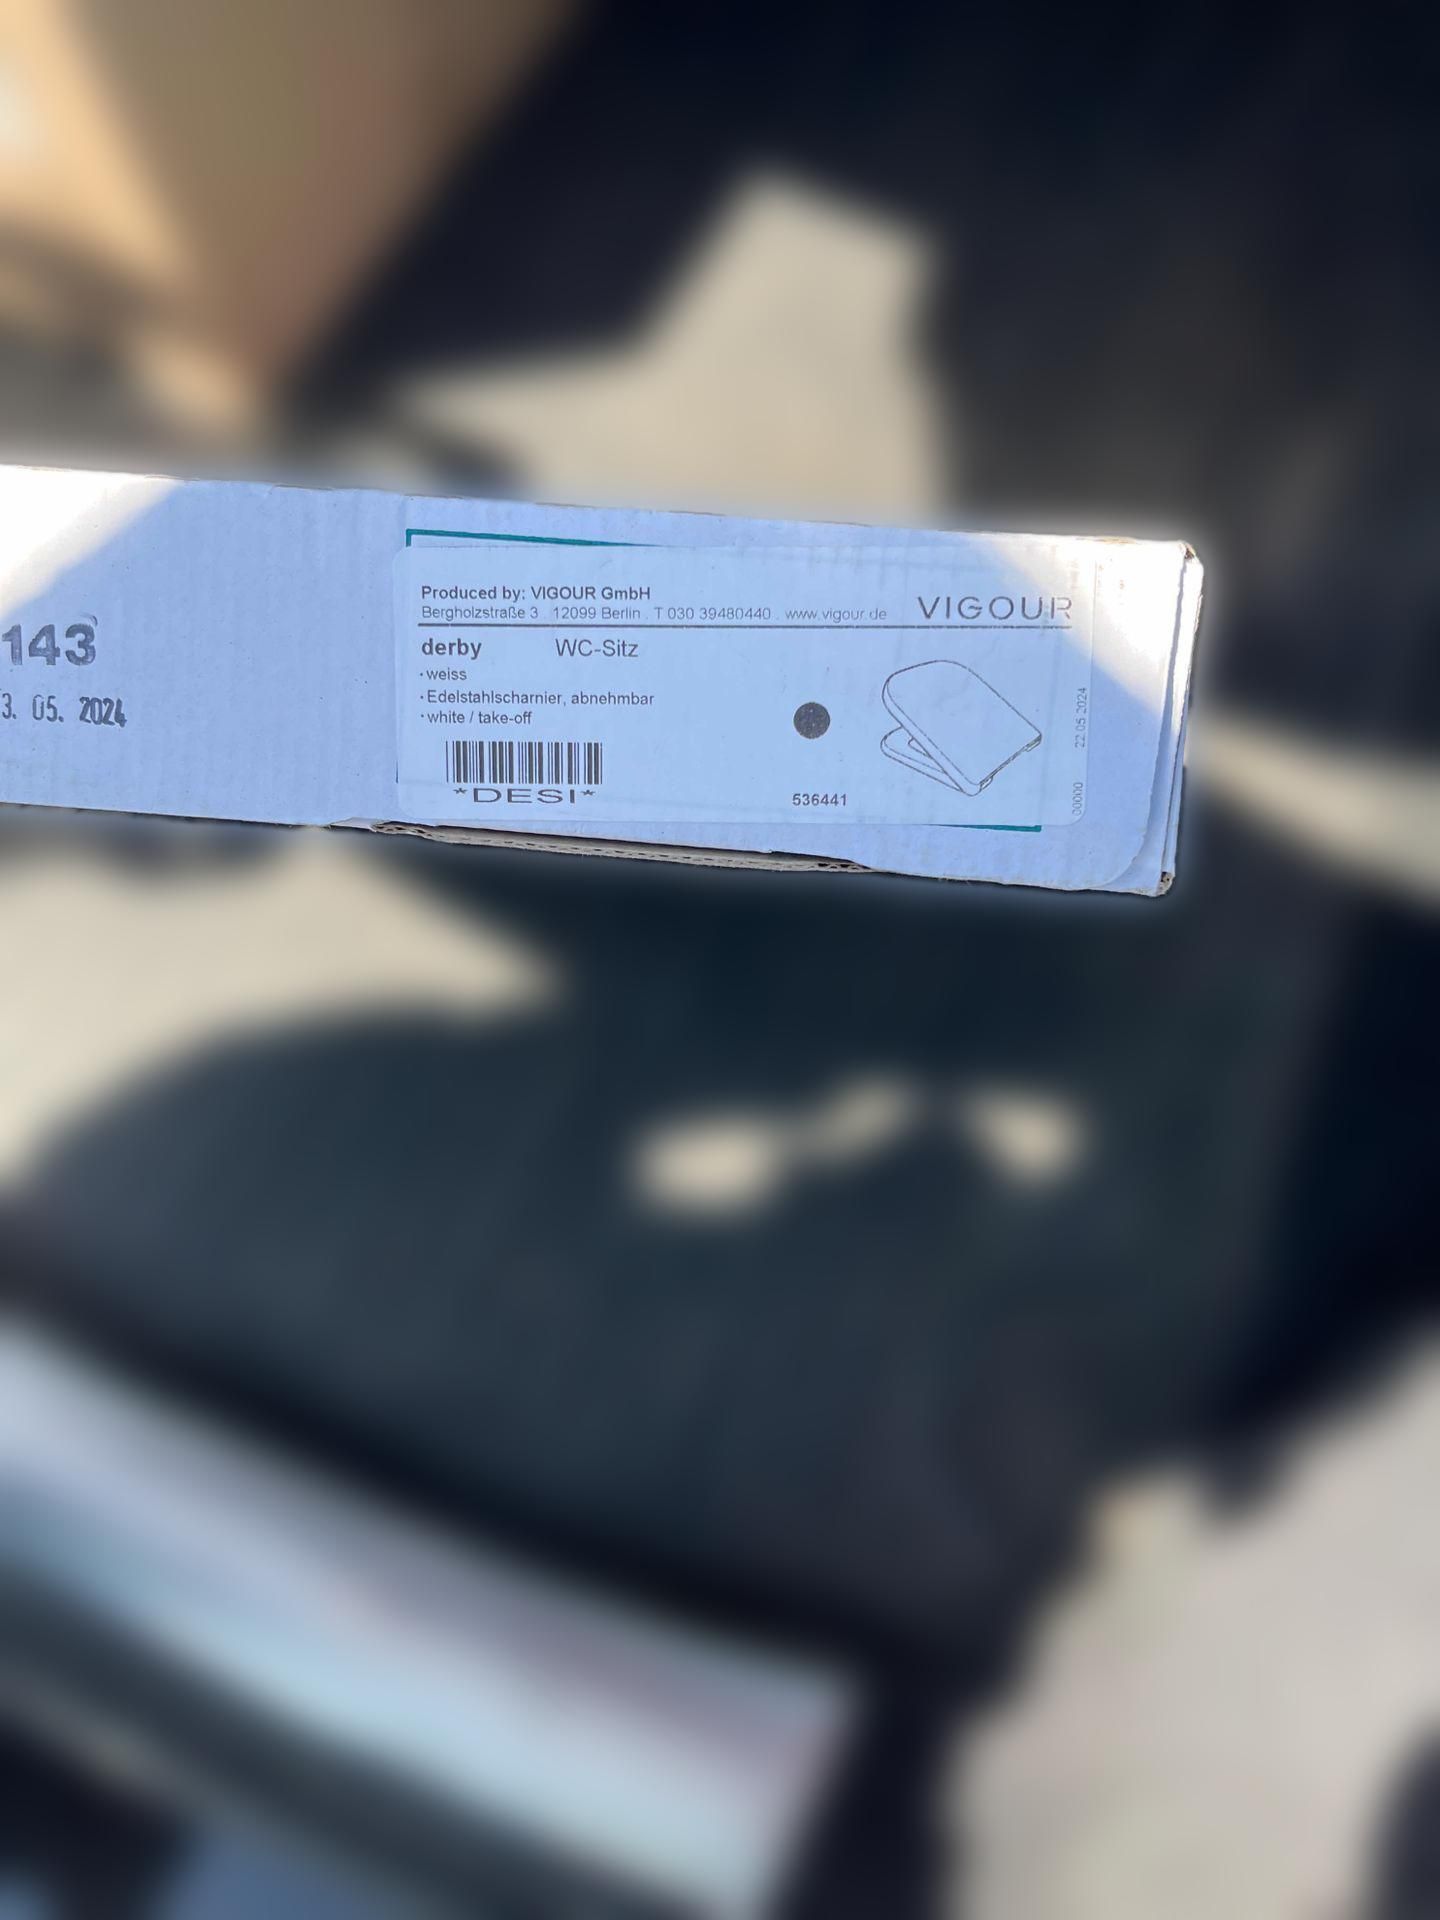 143
3. 05. 2024
Produced by: VIGOUR GmbH
Bergholzstraße 3 12099 Berlin . T 030 39480440 . www.vigour.de
VIGOUR
derby WC-Sitz
· weiss
· Edelstahlscharnier, abnehmbar
· white / take-off
*DESI*
536441
00000 22.05.2024